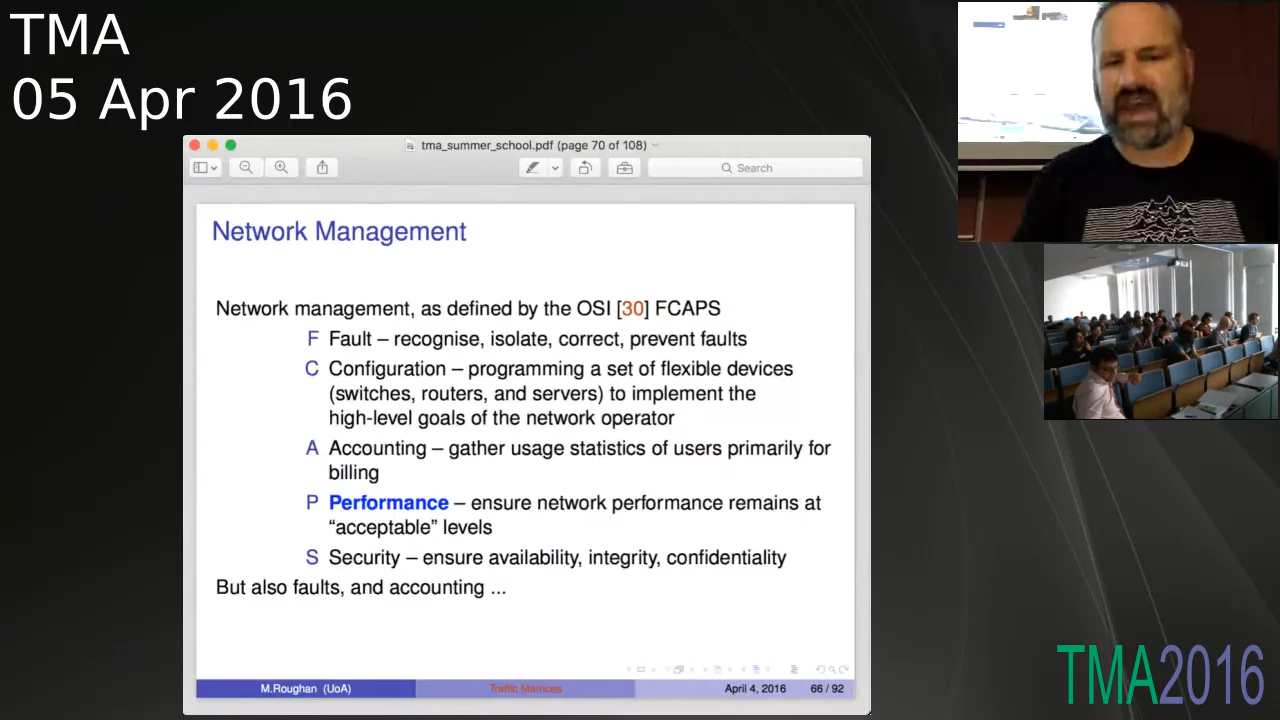 TMA
05 Apr 2016
tma_summer_school.pdf (page 70 of 108)
Search
Network Management
Network management, as defined by the OSI [30] FCAPS
F Fault – recognise, isolate, correct, prevent faults
C Configuration – programming a set of flexible devices
(switches, routers, and servers) to implement the
high-level goals of the network operator
A Accounting – gather usage statistics of users primarily for
billing
P Performance – ensure network performance remains at
“acceptable” levels
S Security – ensure availability, integrity, confidentiality
But also faults, and accounting ...
M.Roughan (UoA)
Traffic Matrices
April 4, 2016
66 / 92
TMA2016